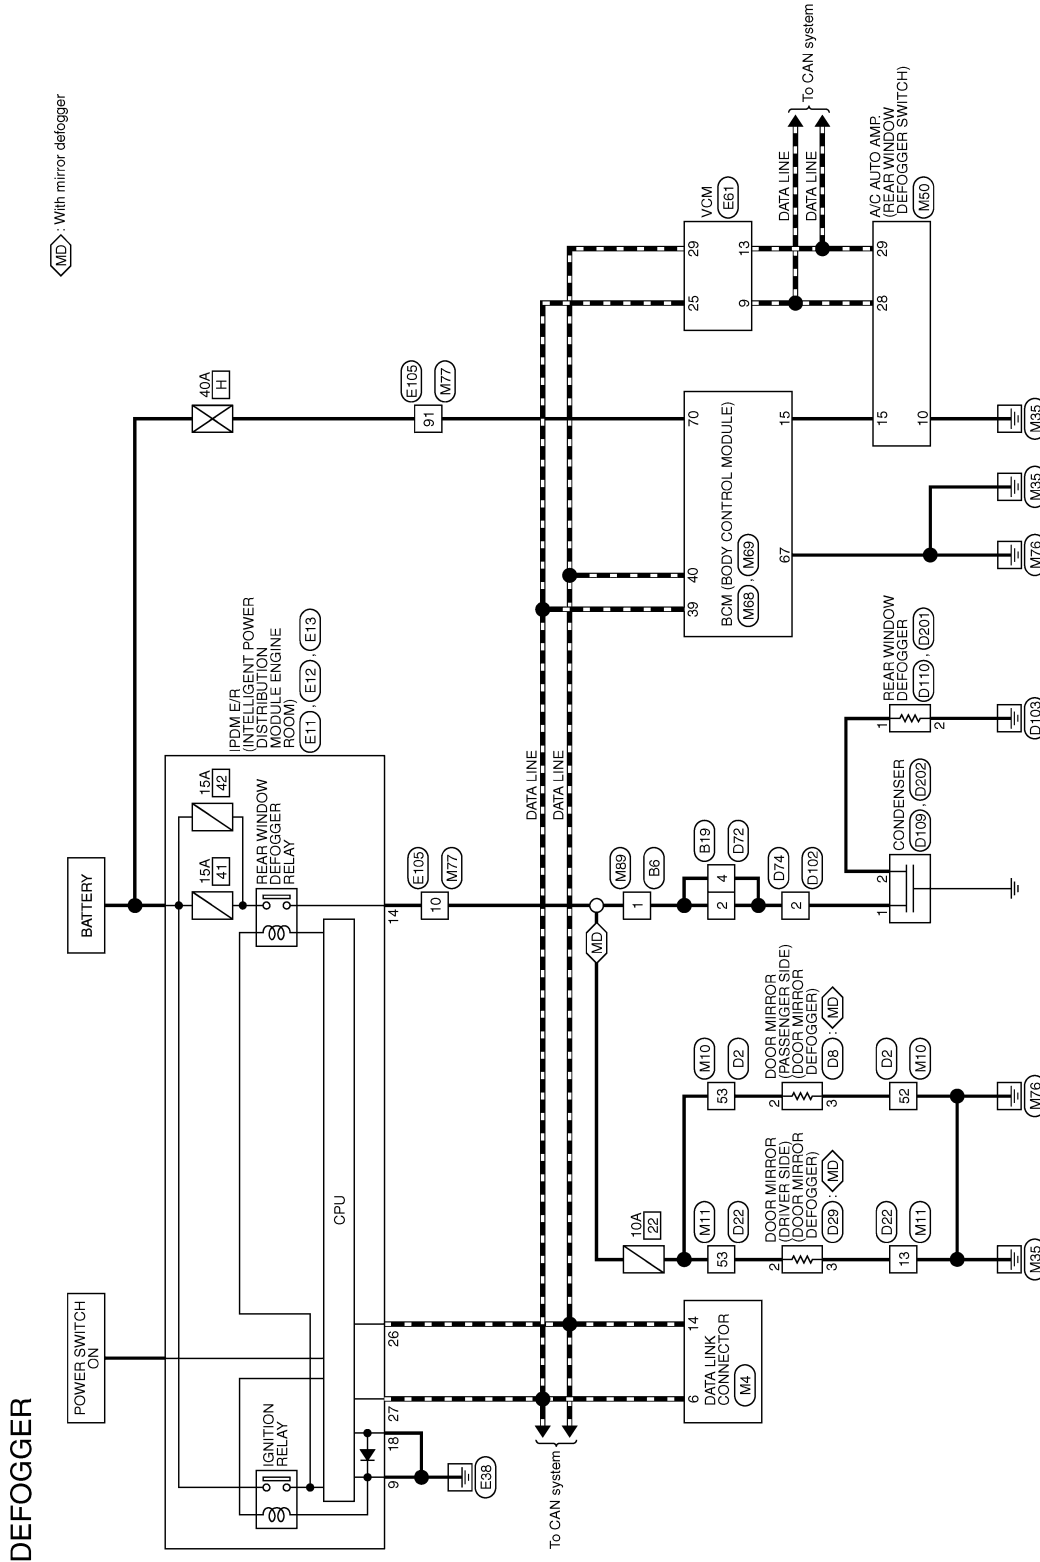 DEFOGGER
MD : With mirror defogger
BATTERY
POWER SWITCH
ON
40A
H
15A
41
15A
42
IPDM E/R
(INTELLIGENT POWER
DISTRIBUTION
MODULE ENGINE
ROOM)
E11 , E12 , E13
IGNITION
RELAY
REAR WINDOW
DEFOGGER
RELAY
CPU
9
18
27
26
14
E38
10
E105
M77
91
E105
M77
DATA LINE
DATA LINE
To CAN system
6
14
DATA LINK
CONNECTOR
M4
MD
10A
22
53
M11
D22
53
M10
D2
2
3
DOOR MIRROR
(DRIVER SIDE)
(DOOR MIRROR
DEFOGGER)
D29 : MD
2
3
DOOR MIRROR
(PASSENGER SIDE)
(DOOR MIRROR
DEFOGGER)
D8 : MD
13
D22
M11
52
D2
M10
M35
M76
1
M89
B6
2
4
B19
D72
2
D74
D102
1
2
CONDENSER
D109 , D202
1
2
REAR WINDOW
DEFOGGER
D110 , D201
D103
39
40
70
BCM (BODY CONTROL MODULE)
M68 , M69
67
15
M76
M35
25
29
VCM
E61
9
13
DATA LINE
DATA LINE
To CAN system
15
28
29
10
A/C AUTO AMP.
(REAR WINDOW
DEFOGGER SWITCH)
M50
M35